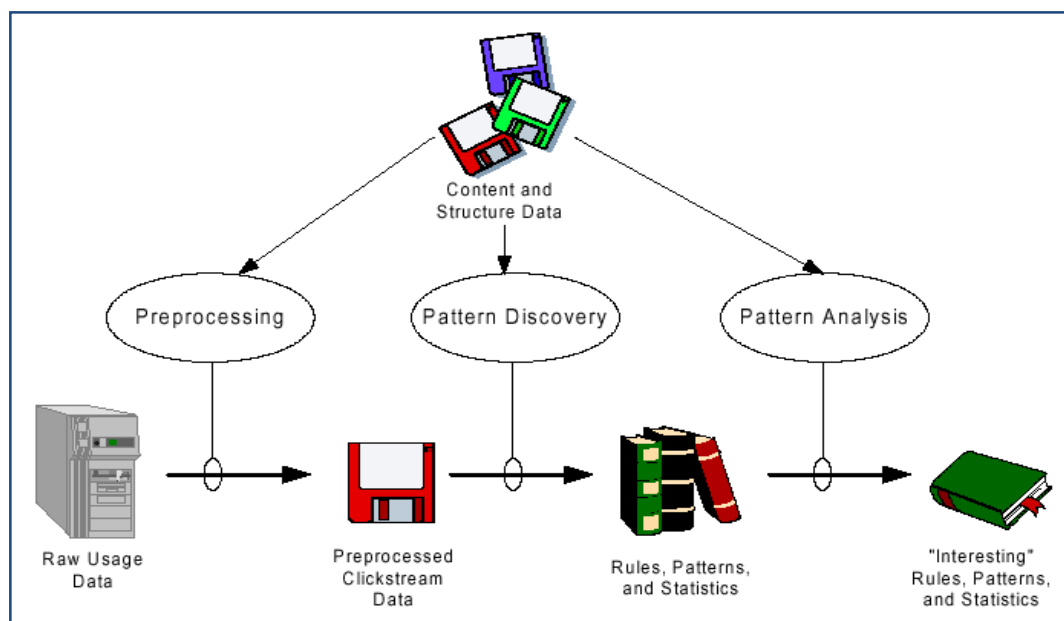 Content and
Structure Data
Preprocessing
Pattern Discovery
Pattern Analysis
Raw Usage
Data
Preprocessed
Clickstream
Data
Rules, Patterns,
and Statistics
"Interesting"
Rules, Patterns,
and Statistics